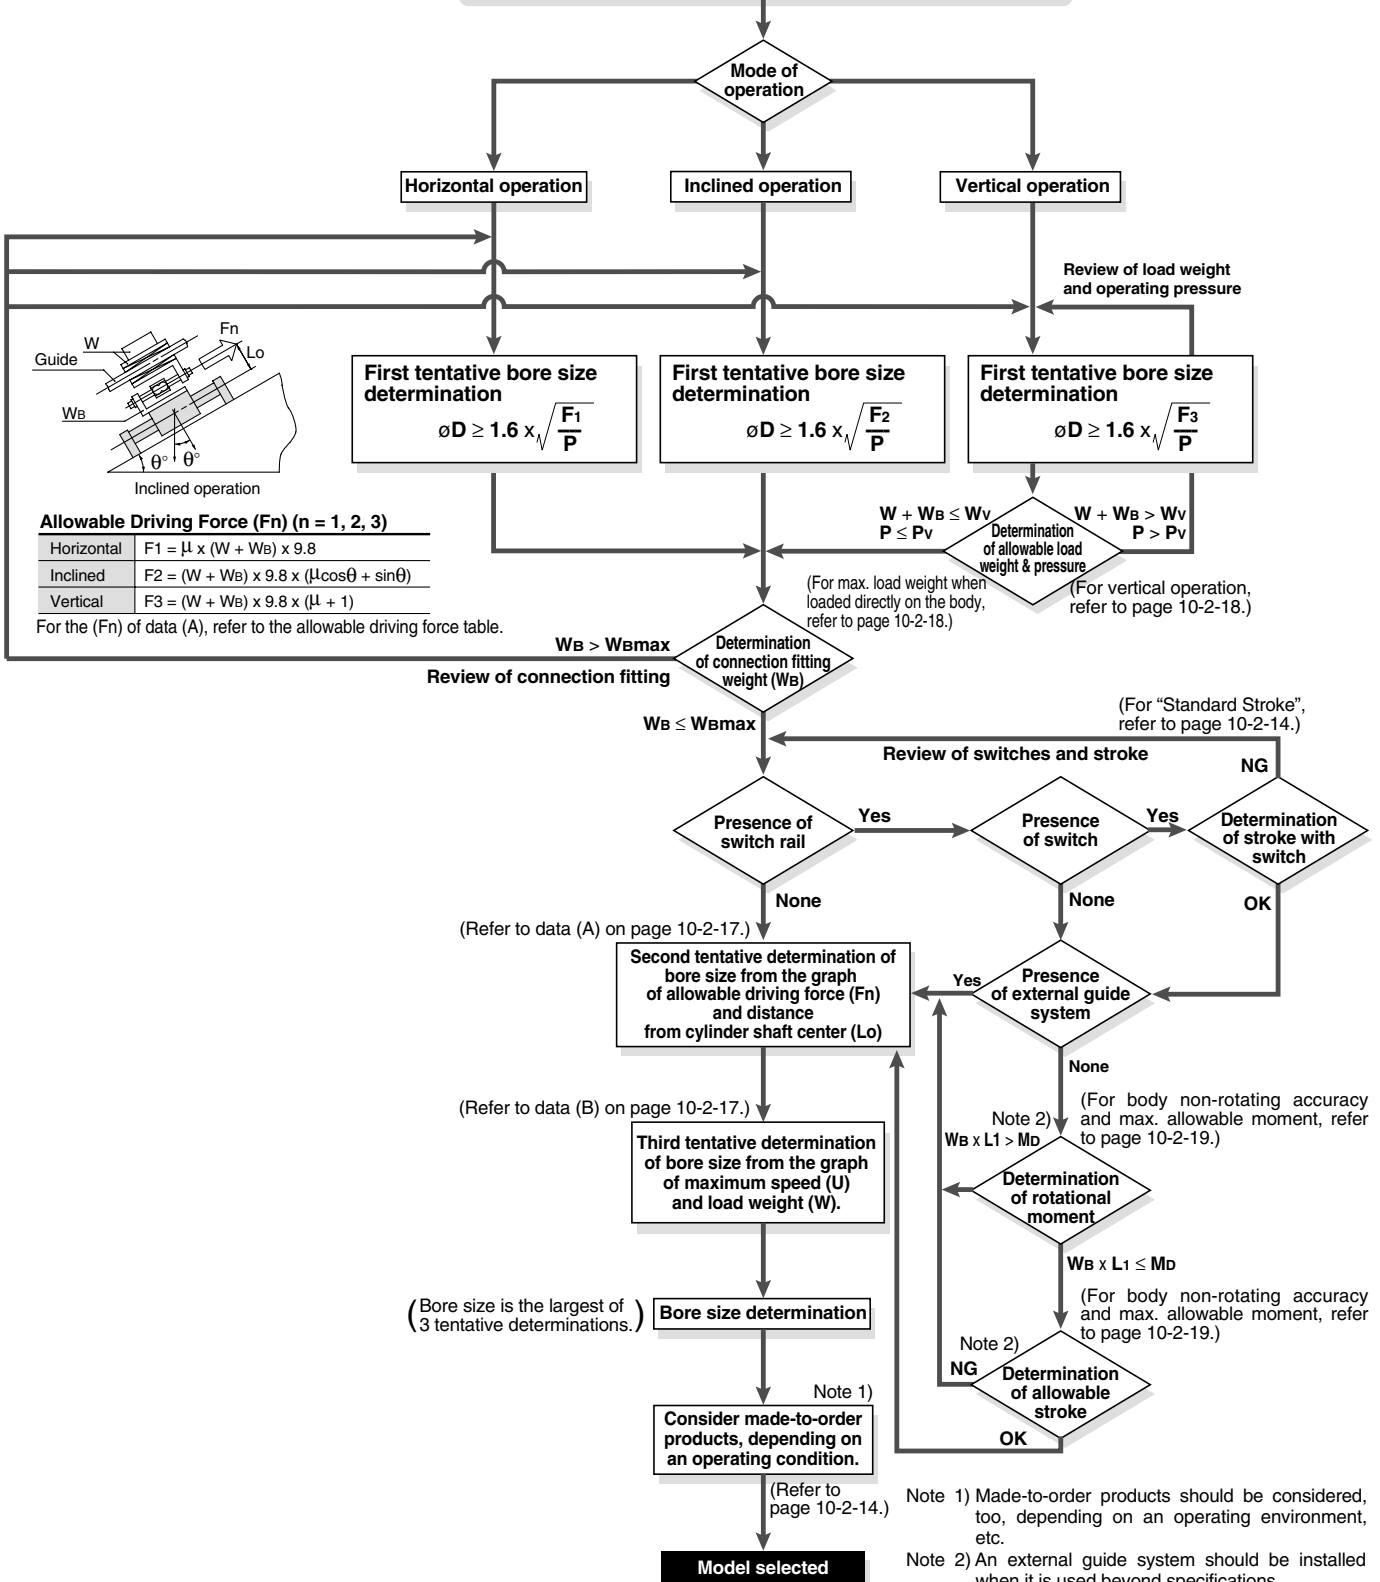 Mode of
operation
Horizontal operation
Inclined operation
Vertical operation
Review of load weight
and operating pressure
W
Guide
WB
Fn
Lo
θ° θ°
Inclined operation
First tentative bore size
determination
øD ≥ 1.6 x √F1/P
First tentative bore size
determination
øD ≥ 1.6 x √F2/P
First tentative bore size
determination
øD ≥ 1.6 x √F3/P
Allowable Driving Force (Fn) (n = 1, 2, 3)
Horizontal F1 = μ x (W + WB) x 9.8
Inclined F2 = (W + WB) x 9.8 x (μcosθ + sinθ)
Vertical F3 = (W + WB) x 9.8 x (μ + 1)
For the (Fn) of data (A), refer to the allowable driving force table.
W + WB ≤ WV
P ≤ PV
Determination
of allowable load
weight & pressure
W + WB > WV
P > PV
(For max. load weight when
loaded directly on the body,
refer to page 10-2-18.)
(For vertical operation,
refer to page 10-2-18.)
WB > WBmax
Review of connection fitting
Determination
of connection fitting
weight (WB)
WB ≤ WBmax
(For “Standard Stroke”,
refer to page 10-2-14.)
Review of switches and stroke
NG
Presence of
switch rail
Yes
Presence
of switch
Yes
Determination
of stroke with
switch
None
None
OK
(Refer to data (A) on page 10-2-17.)
Second tentative determination of
bore size from the graph
of allowable driving force (Fn)
and distance
from cylinder shaft center (Lo)
Yes
Presence
of external guide
system
None
(For body non-rotating accuracy
and max. allowable moment, refer
to page 10-2-19.)
Note 2)
WB x L1 > MD
(Refer to data (B) on page 10-2-17.)
Third tentative determination
of bore size from the graph
of maximum speed (U)
and load weight (W).
Determination
of rotational
moment
WB x L1 ≤ MD
(For body non-rotating accuracy
and max. allowable moment, refer
to page 10-2-19.)
(Bore size is the largest of
3 tentative determinations.)
Bore size determination
Note 2)
NG
Determination
of allowable
stroke
OK
Note 1)
Consider made-to-order
products, depending on
an operating condition.
(Refer to
page 10-2-14.)
Model selected
Note 1) Made-to-order products should be considered,
too, depending on an operating environment,
etc.
Note 2) An external guide system should be installed
when it is used beyond specifications.